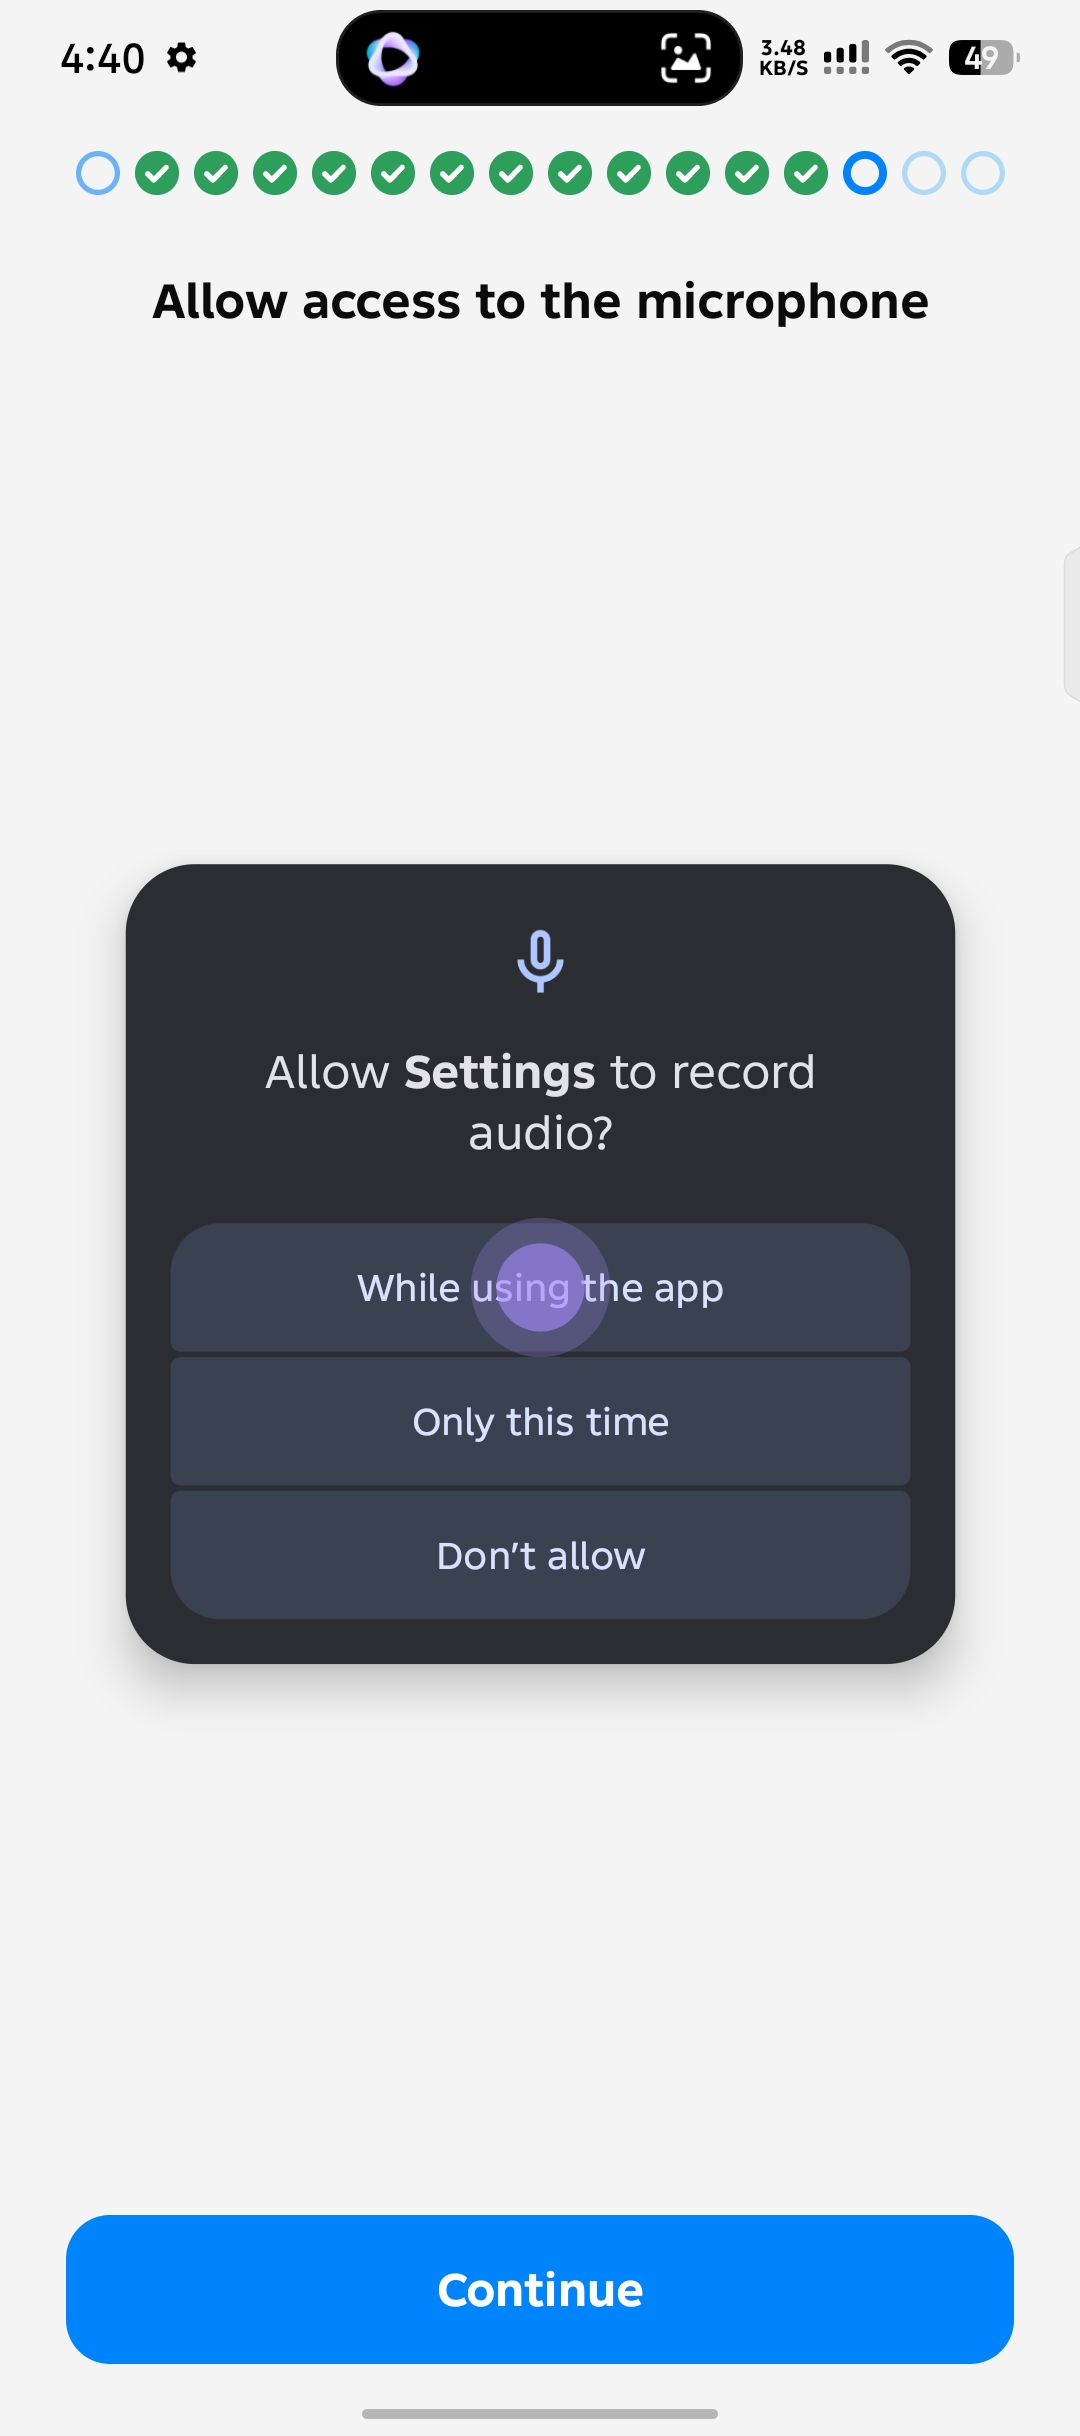 4:40
3.48
KB/S
49
Allow access to the microphone
Allow Settings to record
audio?
While using the app
Only this time
Don't allow
Continue